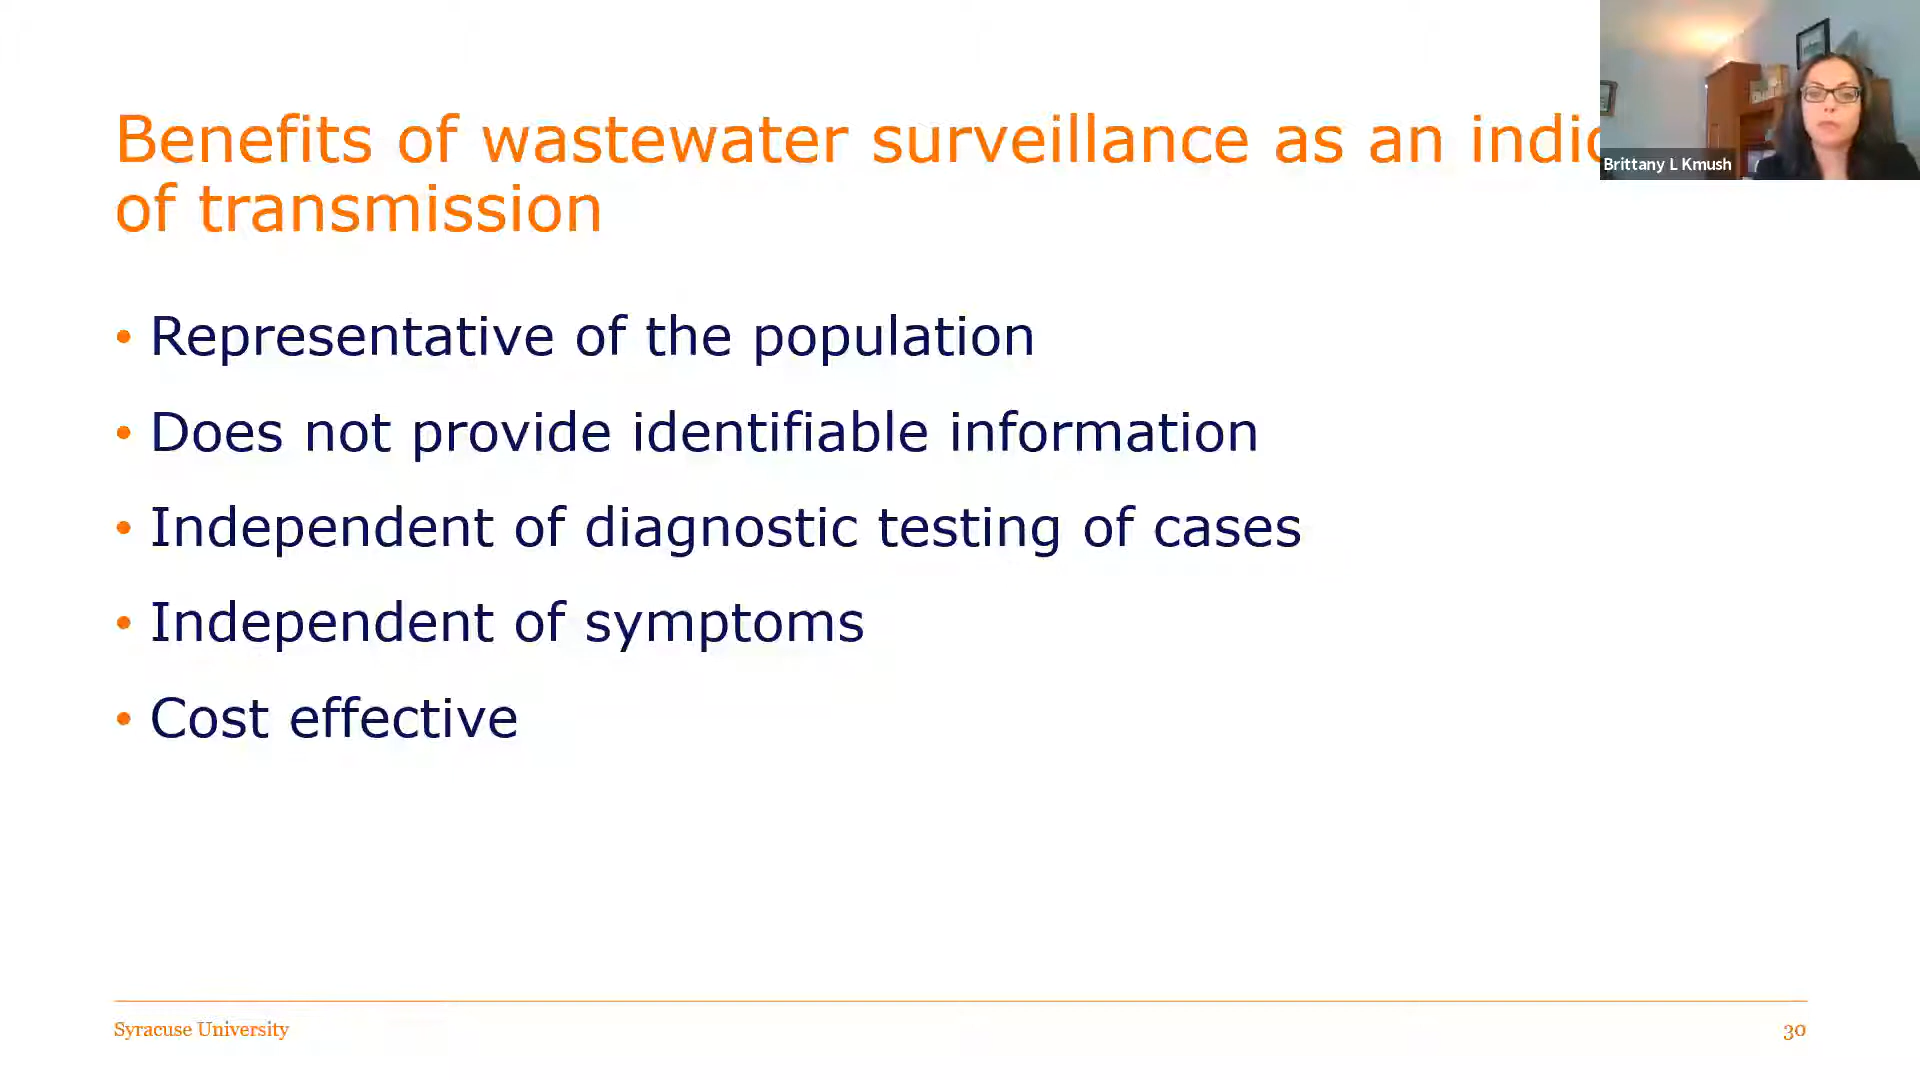 Benefits of wastewater surveillance as an
of transmission
• Representative of the population
• Does not provide identifiable information
• Independent of diagnostic testing of cases
• Independent of symptoms
• Cost effective
Brittany L Kmush
Syracuse University
30